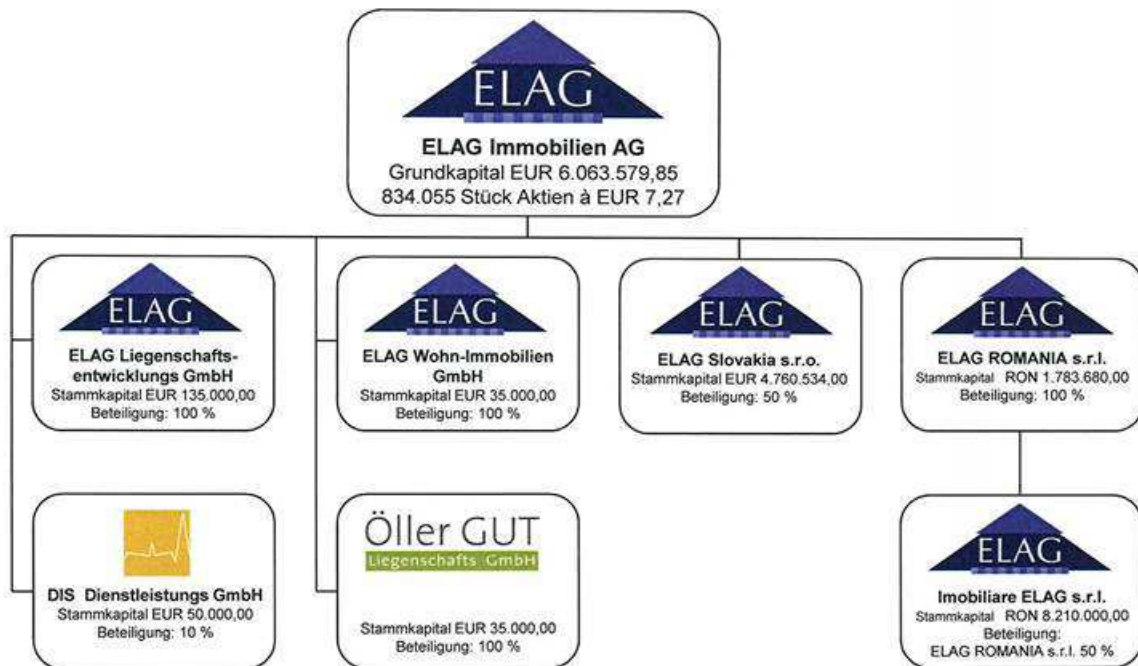 ELAG
ELAG Immobilien AG
Grundkapital EUR 6.063.579,85
834.055 Stück Aktien à EUR 7,27
ELAG
ELAG Liegenschafts-
entwicklungs GmbH
Stammkapital EUR 135.000,00
Beteiligung: 100 %
ELAG
ELAG Wohn-Immobilien
GmbH
Stammkapital EUR 35.000,00
Beteiligung: 100 %
ELAG
ELAG Slovakia s.r.o.
Stammkapital EUR 4.760.534,00
Beteiligung: 50 %
ELAG
ELAG ROMANIA s.r.l.
Stammkapital RON 1.783.680,00
Beteiligung: 100 %
DIS Dienstleistungs GmbH
Stammkapital EUR 50.000,00
Beteiligung: 10 %
Öller GUT
Liegenschafts GmbH
Stammkapital EUR 35.000,00
Beteiligung: 100 %
ELAG
Imobiliare ELAG s.r.l.
Stammkapital RON 8.210.000,00
Beteiligung:
ELAG ROMANIA s.r.l. 50 %